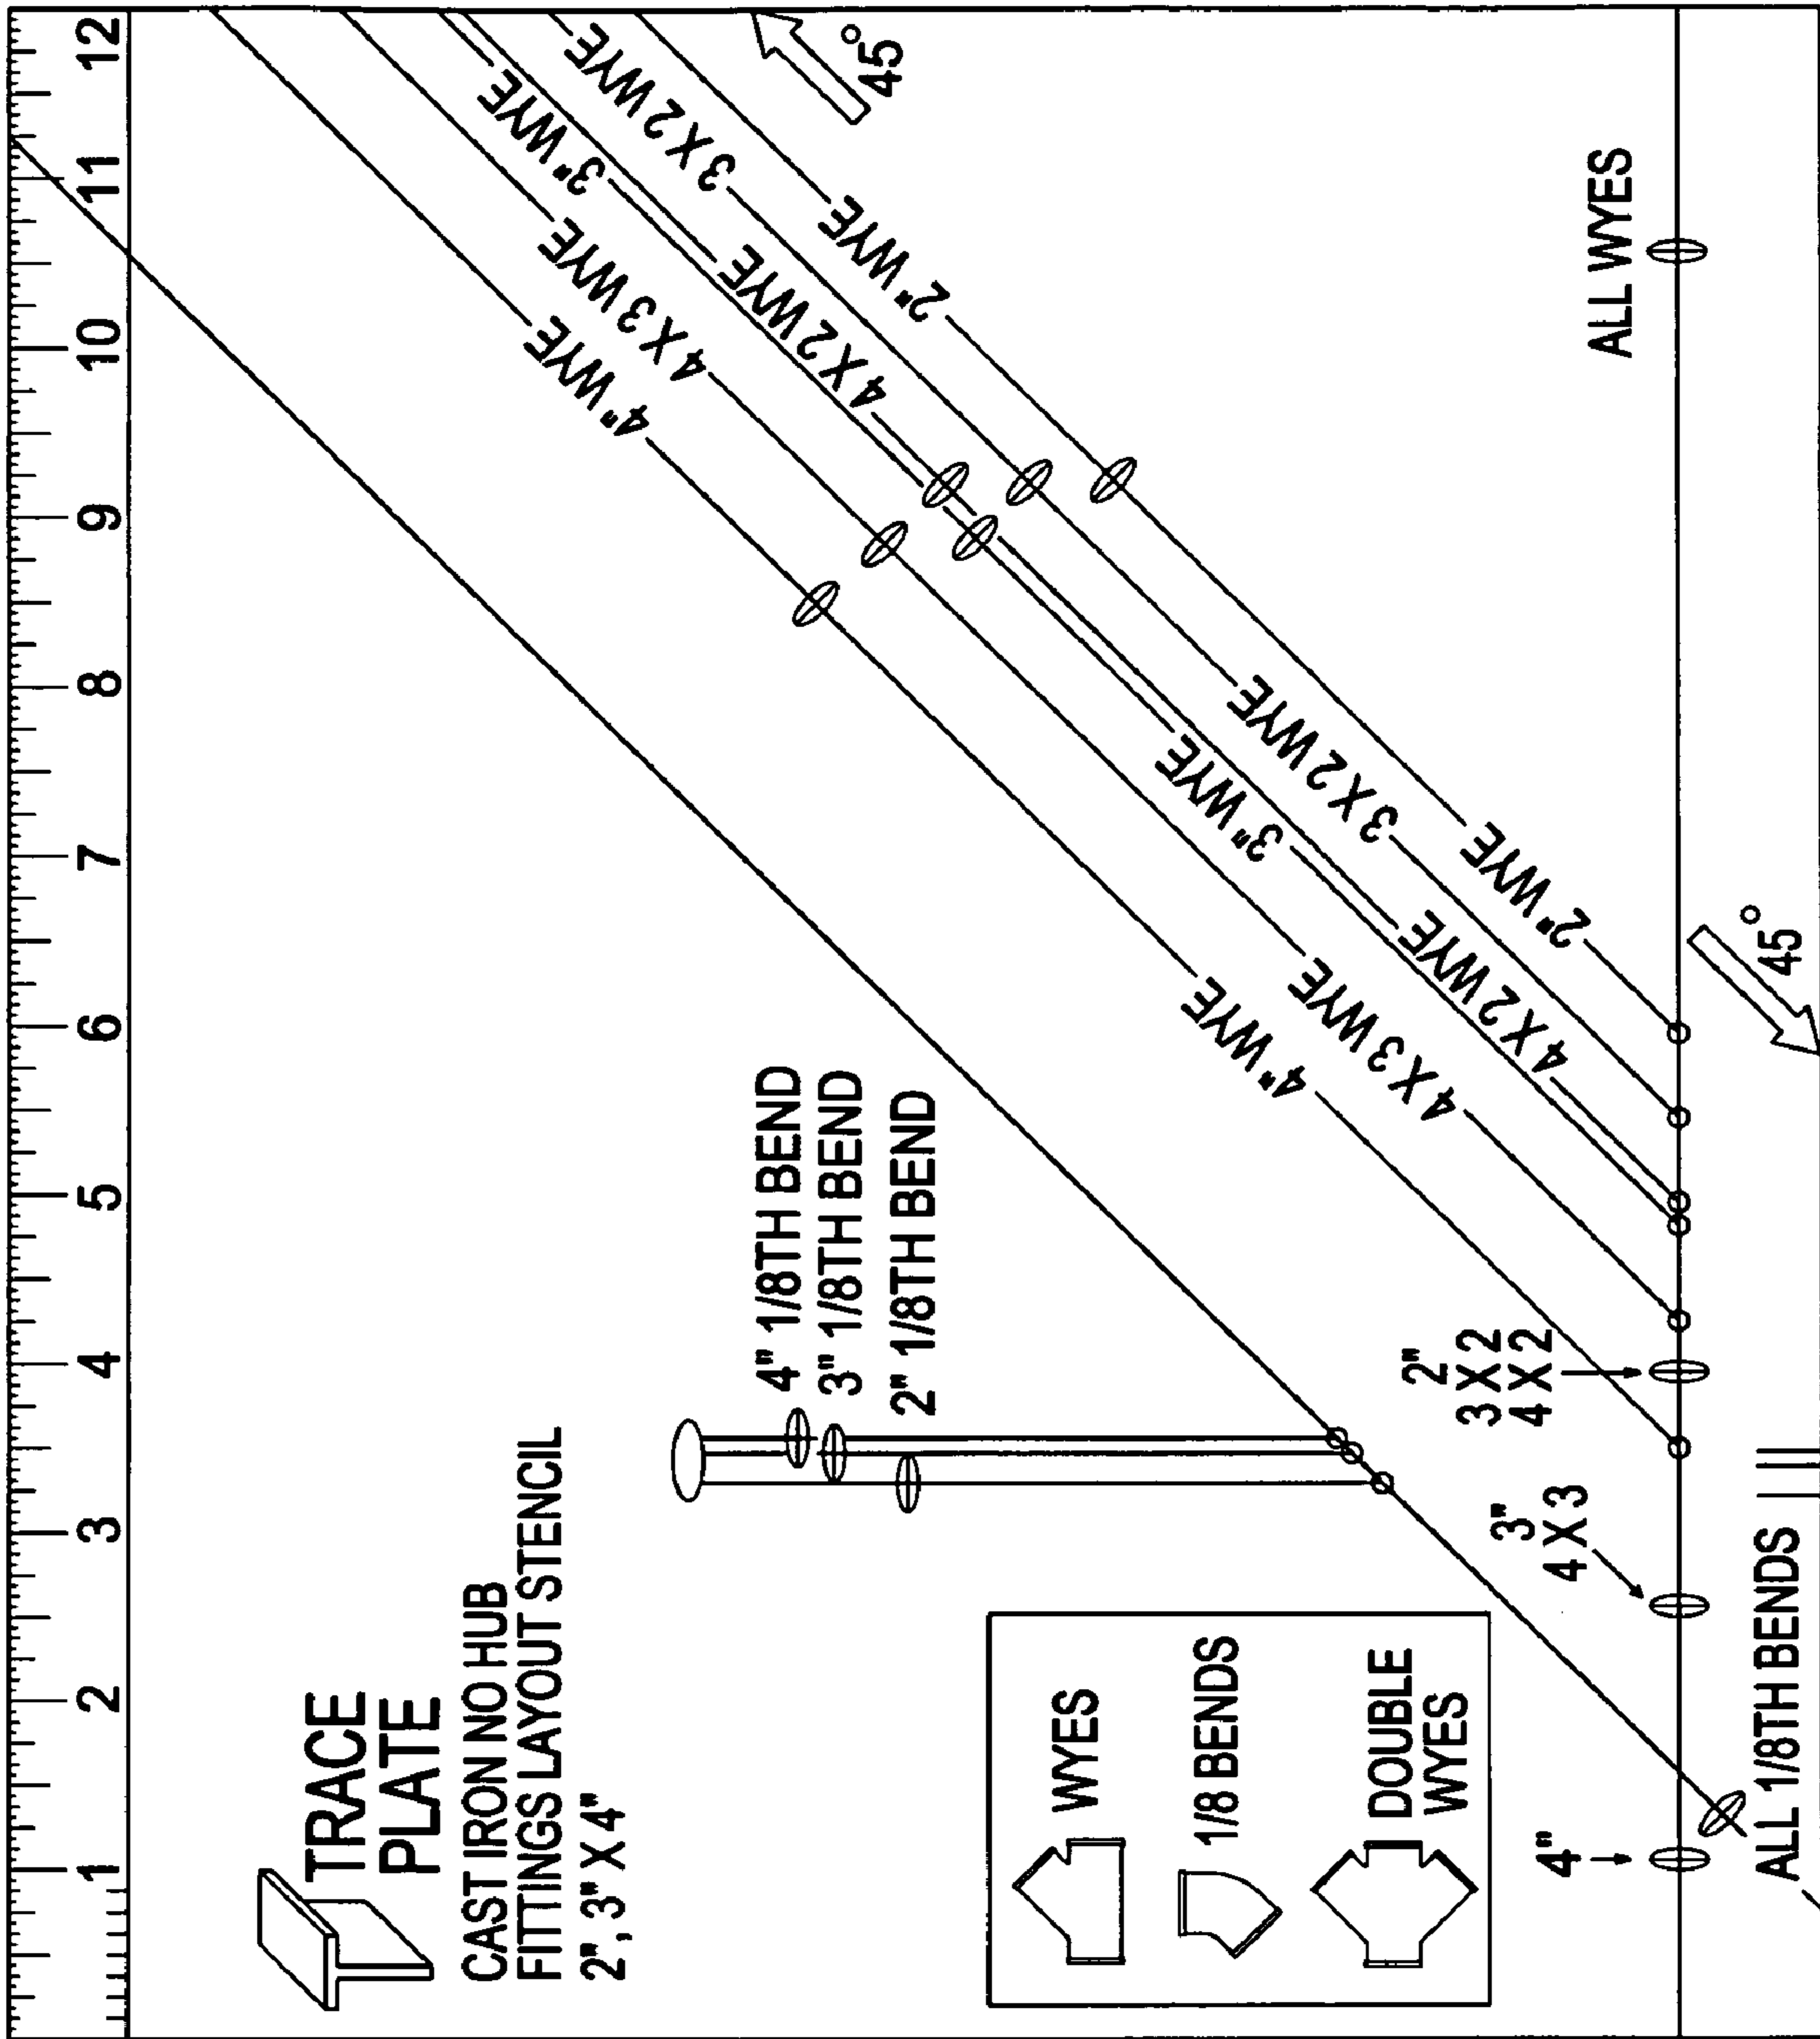 1 2 3 4 5 6 7 8 9 10 11 12
TRACE
PLATE
CAST IRON NO HUB
FITTINGS LAYOUT STENCIL
2", 3" X 4"
4" 1/8TH BEND
3" 1/8TH BEND
2" 1/8TH BEND
4" WYE
4 X 3 WYE
3" WYE
4 X 2 WYE
3 X 2 WYE
2" WYE
45°
4" WYE
4 X 3 WYE
3" WYE
4 X 2 WYE
3 X 2 WYE
2" WYE
WYES
1/8 BENDS
DOUBLE
WYES
4"
3"
4 X 3
2"
3 X 2
4 X 2
ALL WYES
ALL 1/8TH BENDS
45°